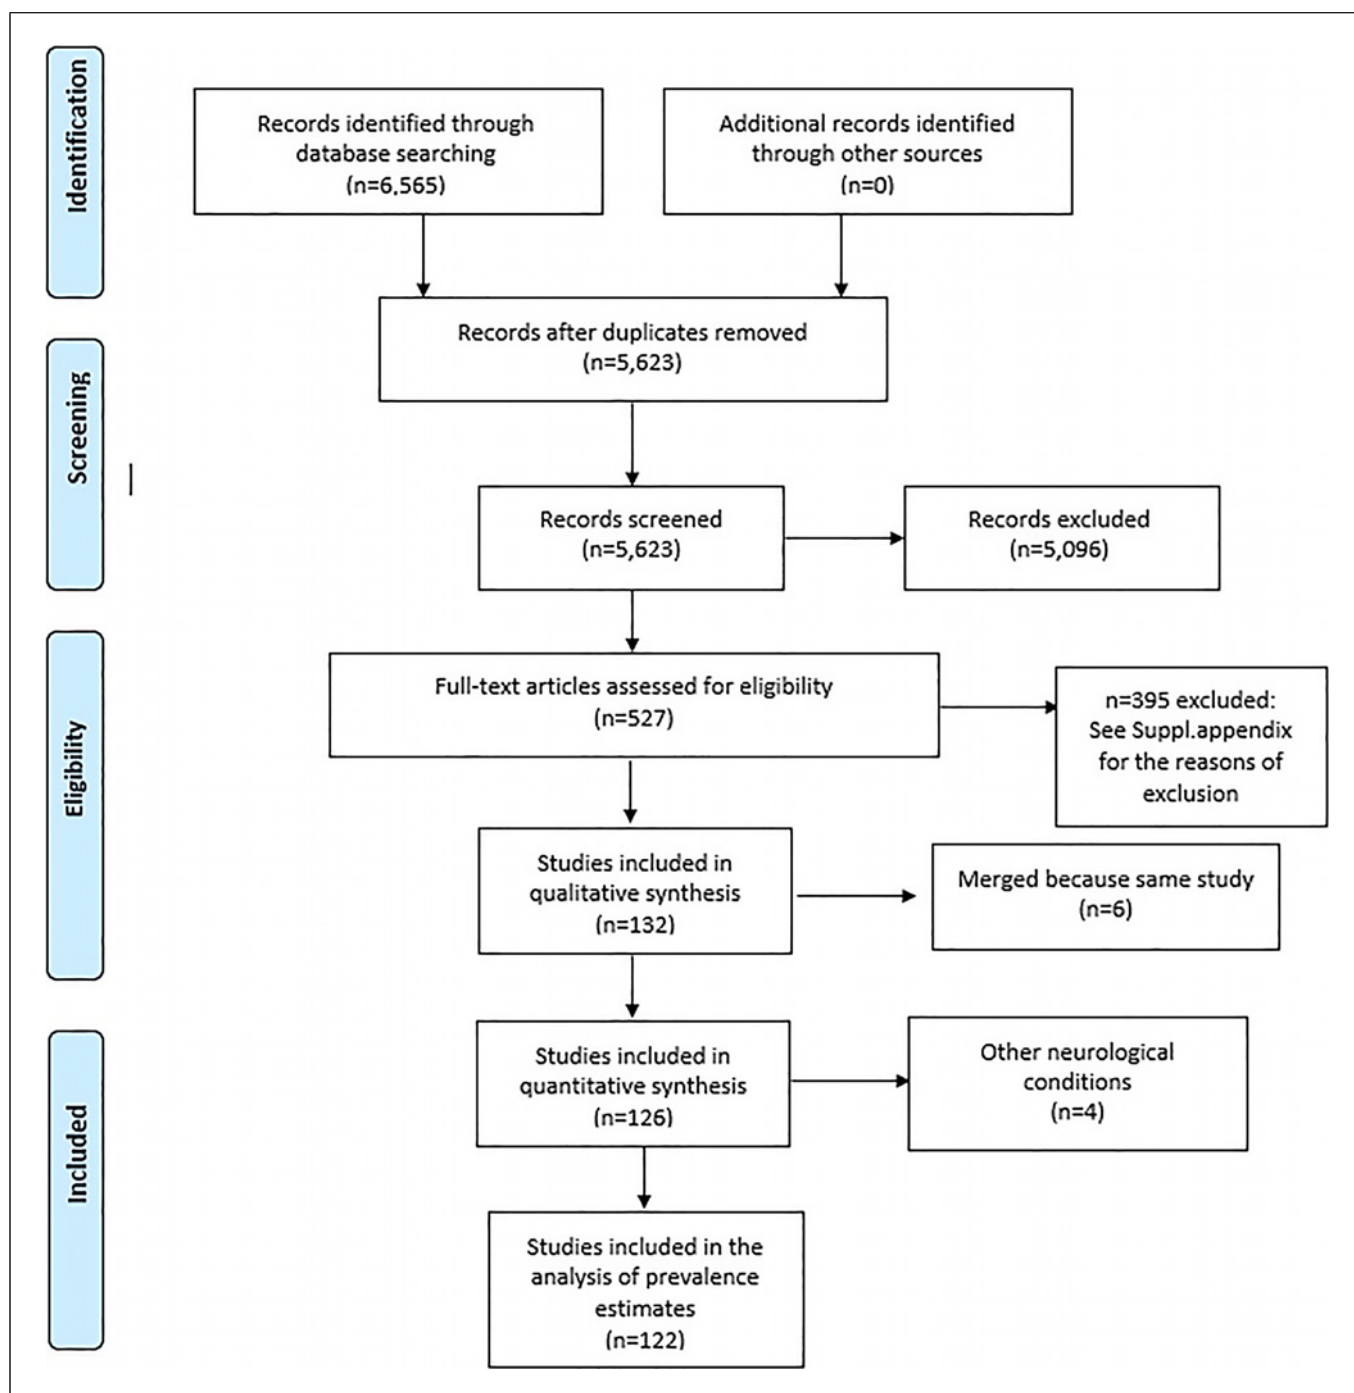 Identification
Records identified through
database searching
(n=6,565)
Additional records identified
through other sources
(n=0)
Records after duplicates removed
(n=5,623)
Screening
Records screened
(n=5,623)
Records excluded
(n=5,096)
Eligibility
Full-text articles assessed for eligibility
(n=527)
n=395 excluded:
See Suppl.appendix
for the reasons of
exclusion
Studies included in
qualitative synthesis
(n=132)
Merged because same study
(n=6)
Included
Studies included in
quantitative synthesis
(n=126)
Other neurological
conditions
(n=4)
Studies included in the
analysis of prevalence
estimates
(n=122)